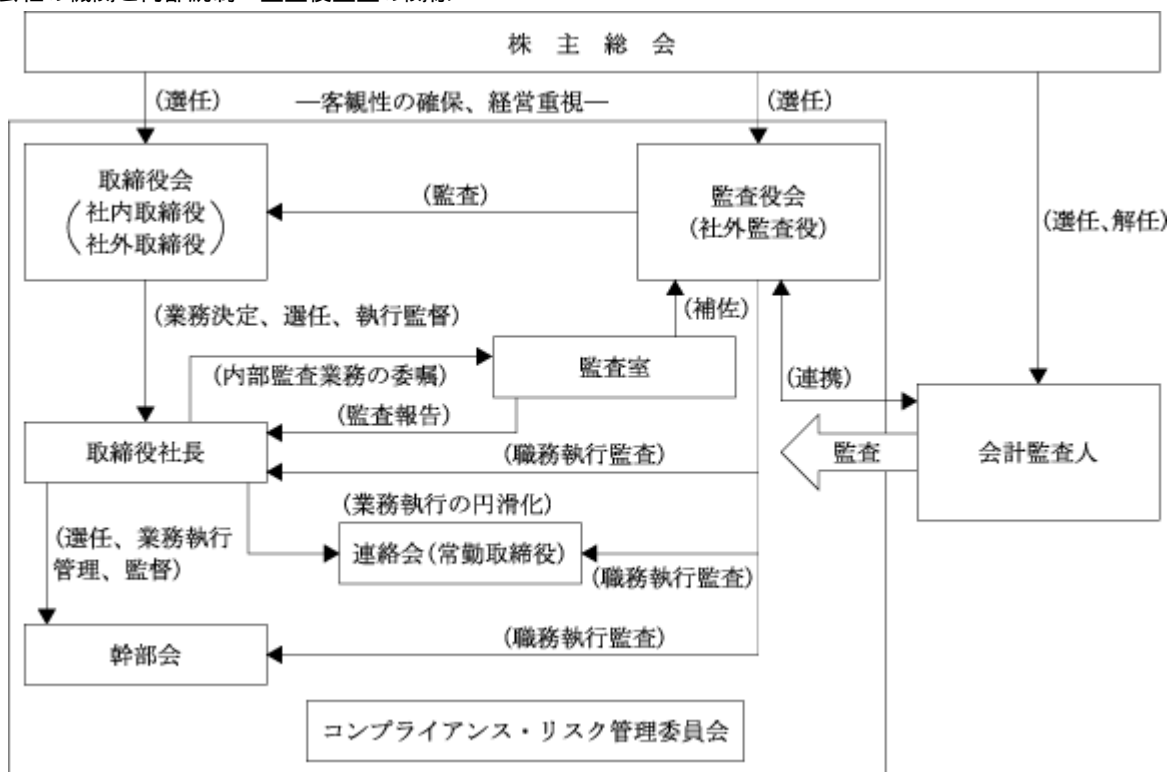 株 主 総 会
(選任)
―客観性の確保、経営重視―
(選任)
取締役会
(社内取締役
社外取締役)
(監査)
監査役会
(社外監査役)
(選任、解任)
(業務決定、選任、執行監督)
(補佐)
監査室
(内部監査業務の委嘱)
(連携)
(監査報告)
取締役社長
(職務執行監査)
監査
会計監査人
(業務執行の円滑化)
(選任、業務執行
管理、監督)
連絡会(常勤取締役)
(職務執行監査)
幹部会
(職務執行監査)
コンプライアンス・リスク管理委員会